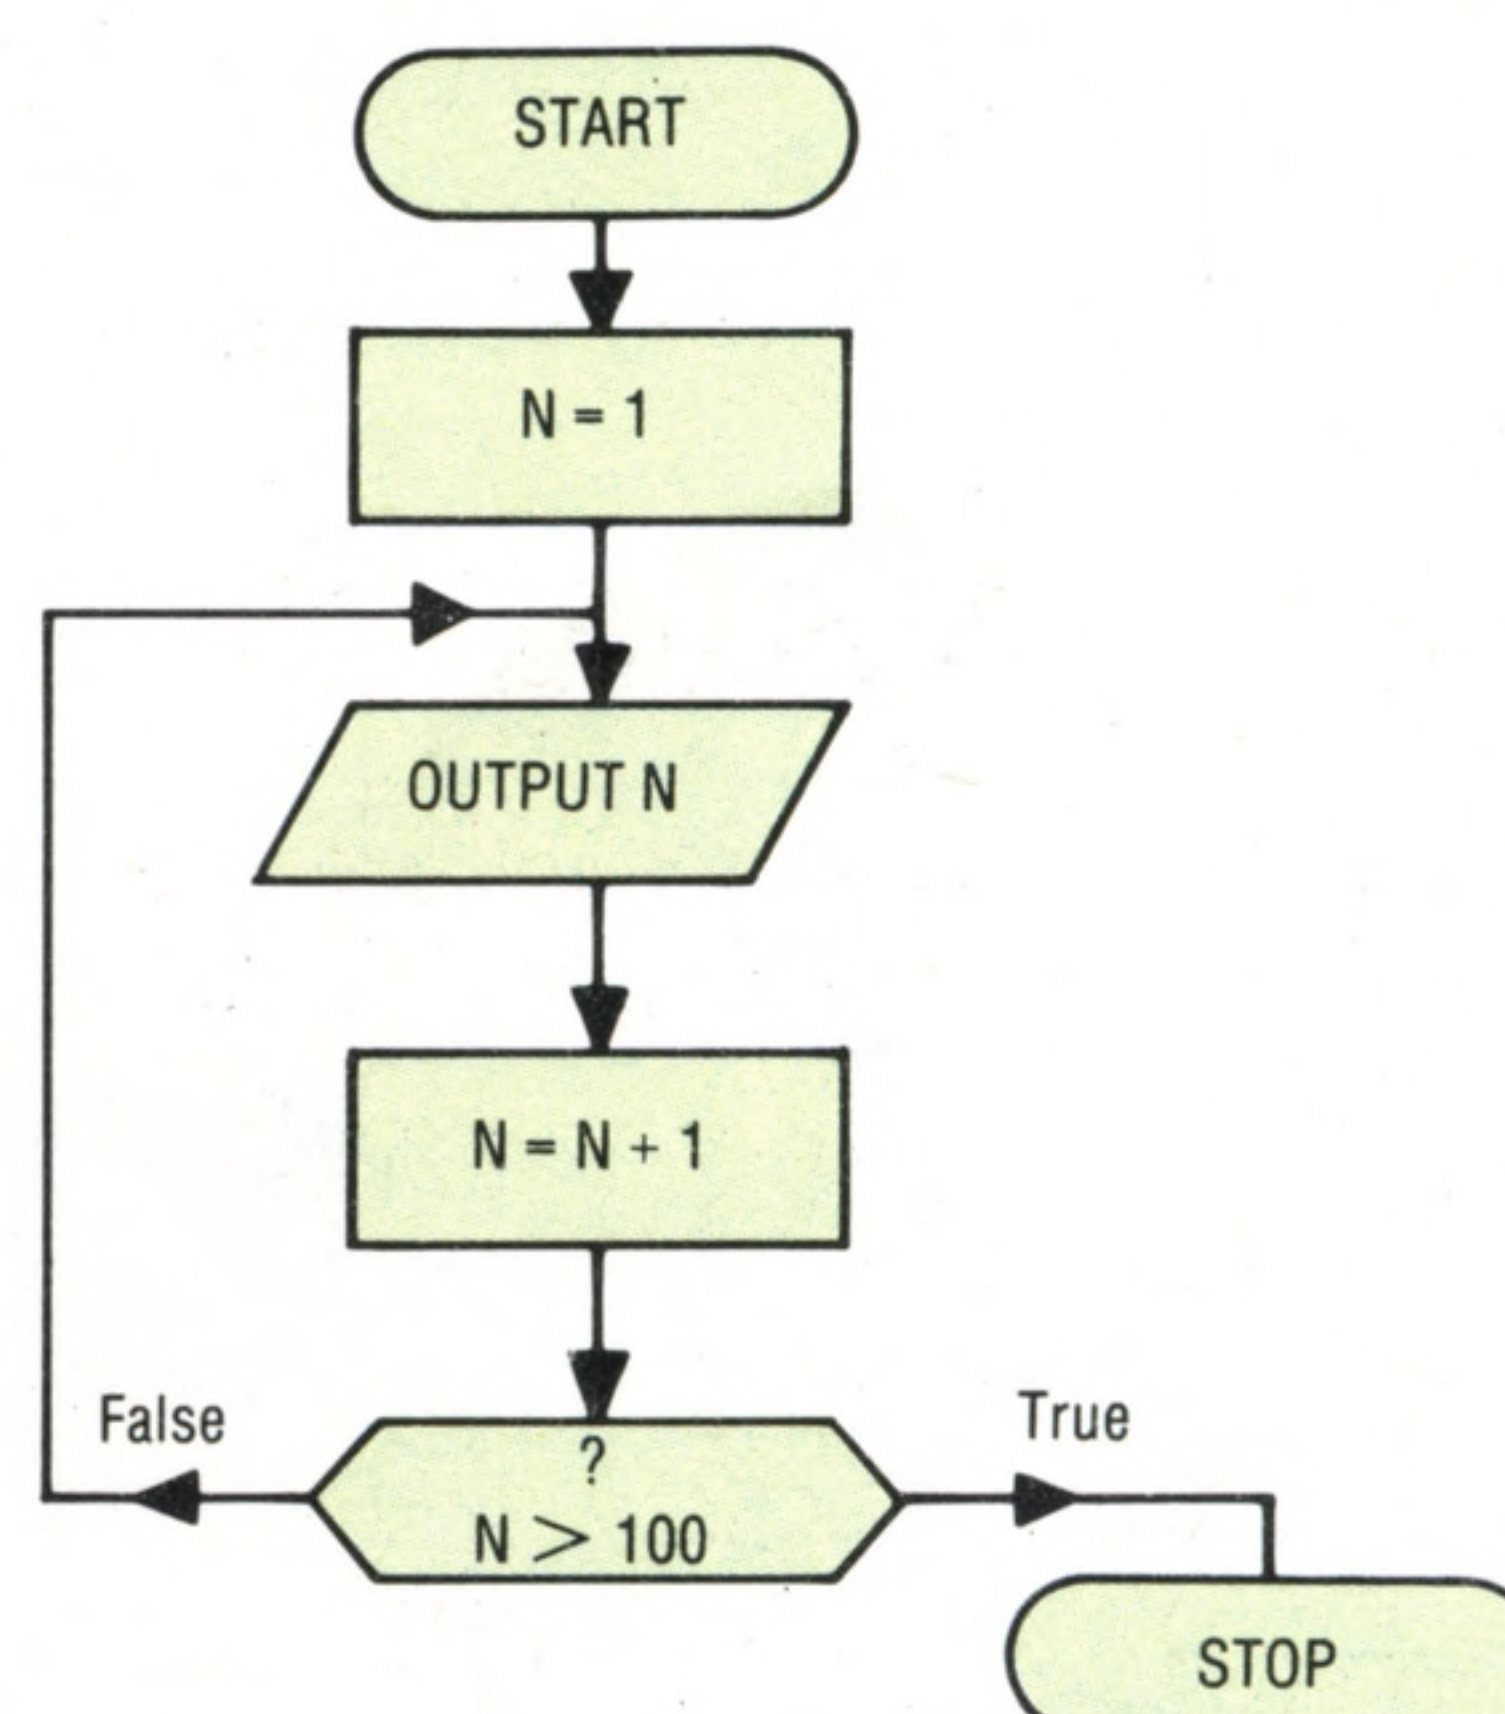 START
N = 1
OUTPUT N
N = N + 1
False
True
?
N > 100
STOP